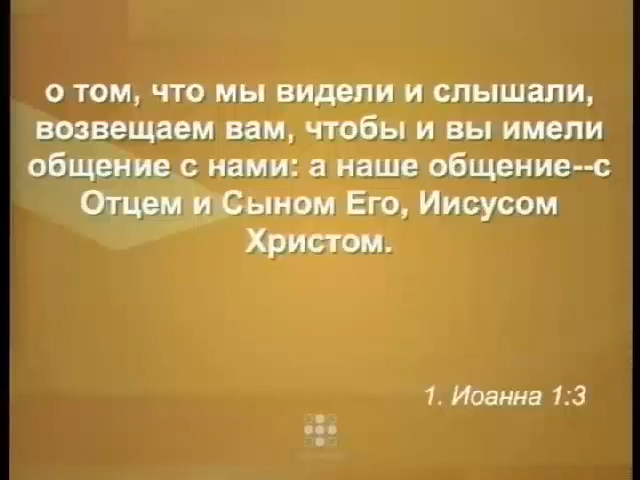 о том, что мы видели и слышали,
возвещаем вам, чтобы и вы имели
общение с нами: а наше общение--с
Отцем и Сыном Его, Иисусом
Христом.
1. Иоанна 1:3